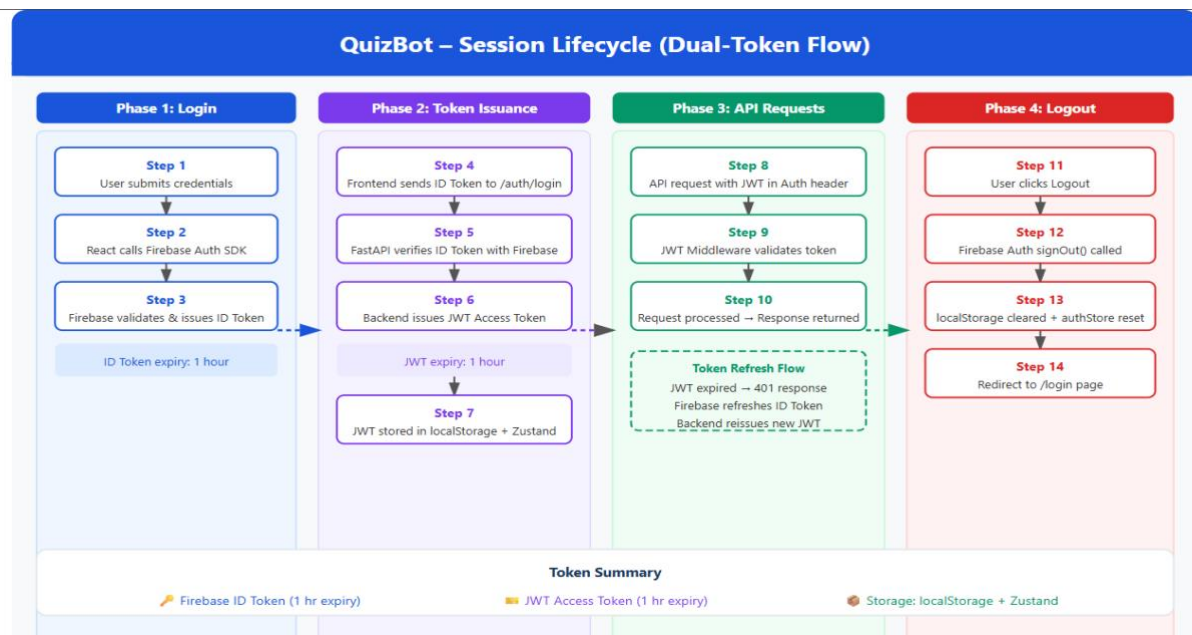 QuizBot – Session Lifecycle (Dual-Token Flow)
Phase 1: Login
Step 1
User submits credentials
Step 2
React calls Firebase Auth SDK
Step 3
Firebase validates & issues ID Token
ID Token expiry: 1 hour
Phase 2: Token Issuance
Step 4
Frontend sends ID Token to /auth/login
Step 5
FastAPI verifies ID Token with Firebase
Step 6
Backend issues JWT Access Token
JWT expiry: 1 hour
Step 7
JWT stored in localStorage + Zustand
Phase 3: API Requests
Step 8
API request with JWT in Auth header
Step 9
JWT Middleware validates token
Step 10
Request processed → Response returned
Token Refresh Flow
JWT expired → 401 response
Firebase refreshes ID Token
Backend reissues new JWT
Phase 4: Logout
Step 11
User clicks Logout
Step 12
Firebase Auth signOut() called
Step 13
localStorage cleared + authStore reset
Step 14
Redirect to /login page
Token Summary
🔑 Firebase ID Token (1 hr expiry)
🎫 JWT Access Token (1 hr expiry)
📦 Storage: localStorage + Zustand